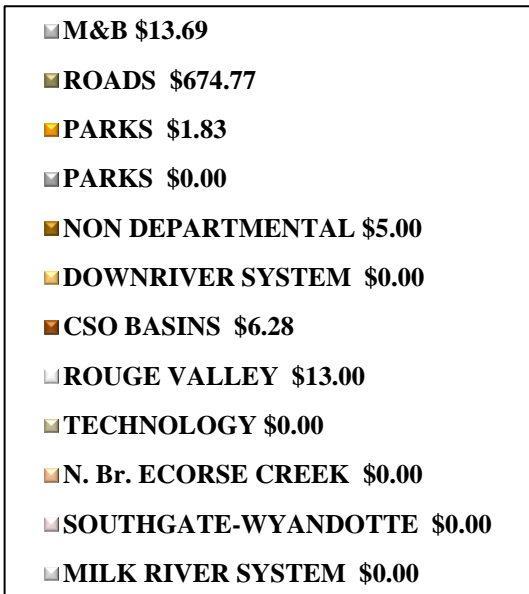 M&B $13.69
ROADS $674.77
PARKS $1.83
PARKS $0.00
NON DEPARTMENTAL $5.00
DOWNRIVER SYSTEM $0.00
CSO BASINS $6.28
ROUGE VALLEY $13.00
TECHNOLOGY $0.00
N. Br. ECORSE CREEK $0.00
SOUTHGATE-WYANDOTTE $0.00
MILK RIVER SYSTEM $0.00